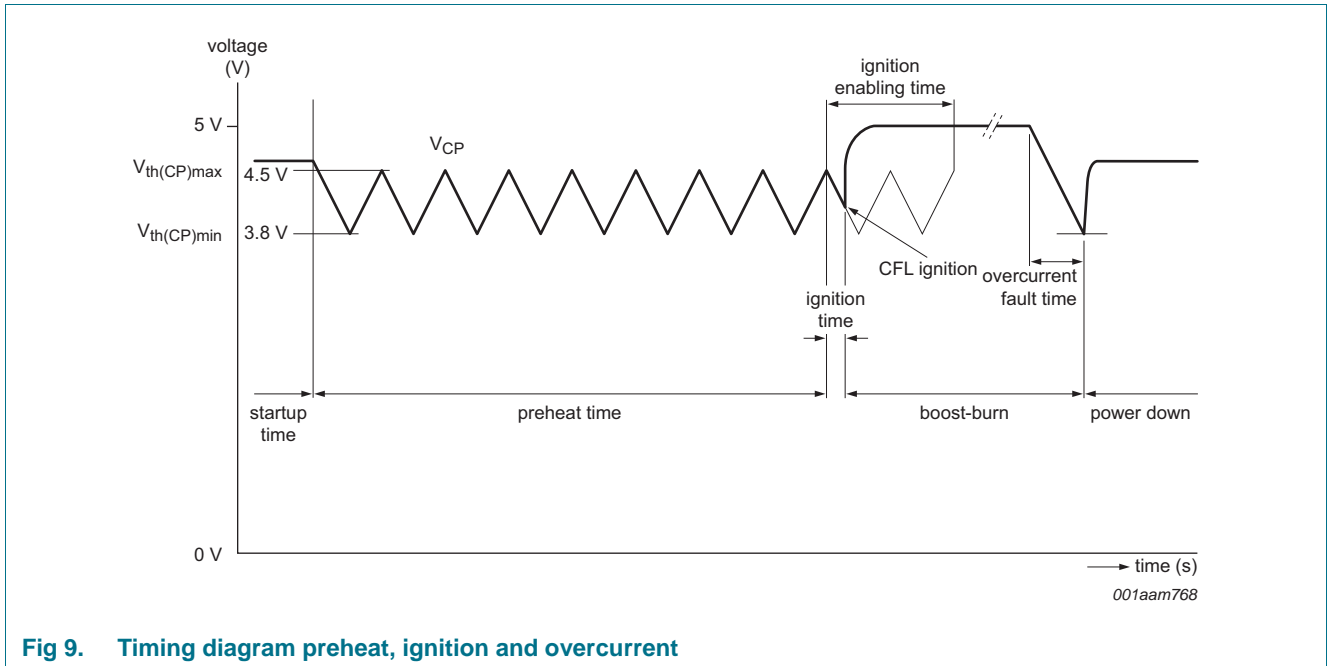 voltage
(V)
ignition
enabling time
5 V
VCP
Vth(CP)max
4.5 V
Vth(CP)min
3.8 V
CFL ignition
overcurrent
fault time
ignition
time
startup
time
preheat time
boost-burn
power down
0 V
time (s)
001aam768
Fig 9. Timing diagram preheat, ignition and overcurrent